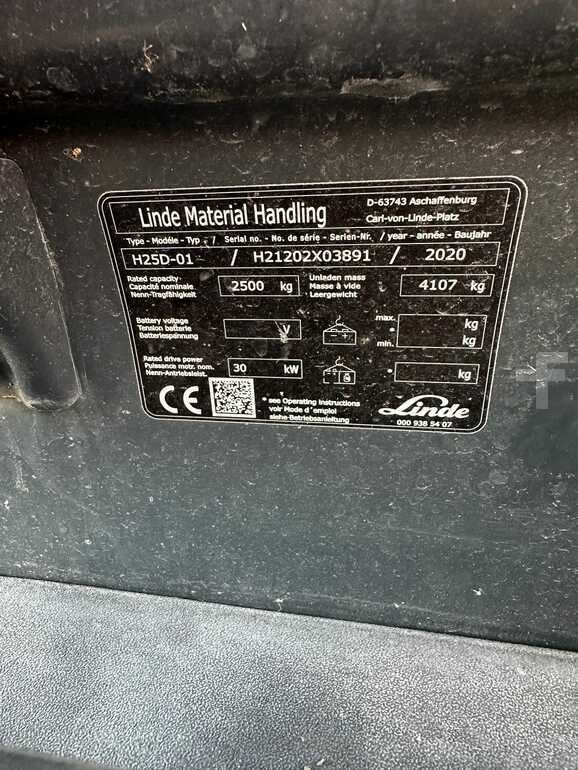 Linde Material Handling
D-63743 Aschaffenburg
Carl-von-Linde-Platz
Type - Modéle - Typ - / Serial no. - No. de série - Serien-Nr. / year - année - Baujahr
H25D-01 / H21202X03891 / 2020
Rated capacity
Capacité nominale
Nenn-Tragfähigkeit
2500 kg
Unladen mass
Masse à vide
Leergewicht
4107 kg
Battery voltage
Tension batterie
Batteriespannung
V
- +
max. kg
min. kg
Rated drive power
Puissance motr. nom.
Nenn-Antriebsleist.
30 kW
kg
CE
* see Operating Instructions
voir Mode d'emploi
siehe Betriebsanleitung
Linde
000 938 54 07